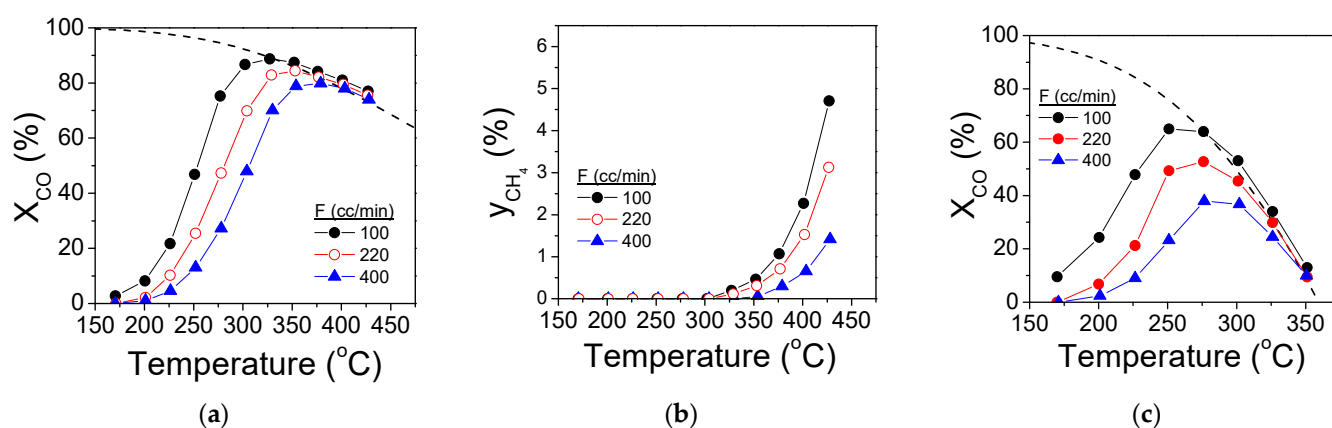 X_CO (%)
100
80
60
40
20
0
150 200 250 300 350 400 450
Temperature (°C)
F (cc/min)
100
220
400
(a)
y_CH₄ (%)
6
5
4
3
2
1
0
150 200 250 300 350 400 450
Temperature (°C)
F (cc/min)
100
220
400
(b)
X_CO (%)
100
80
60
40
20
0
150 200 250 300 350
Temperature (°C)
F (cc/min)
100
220
400
(c)